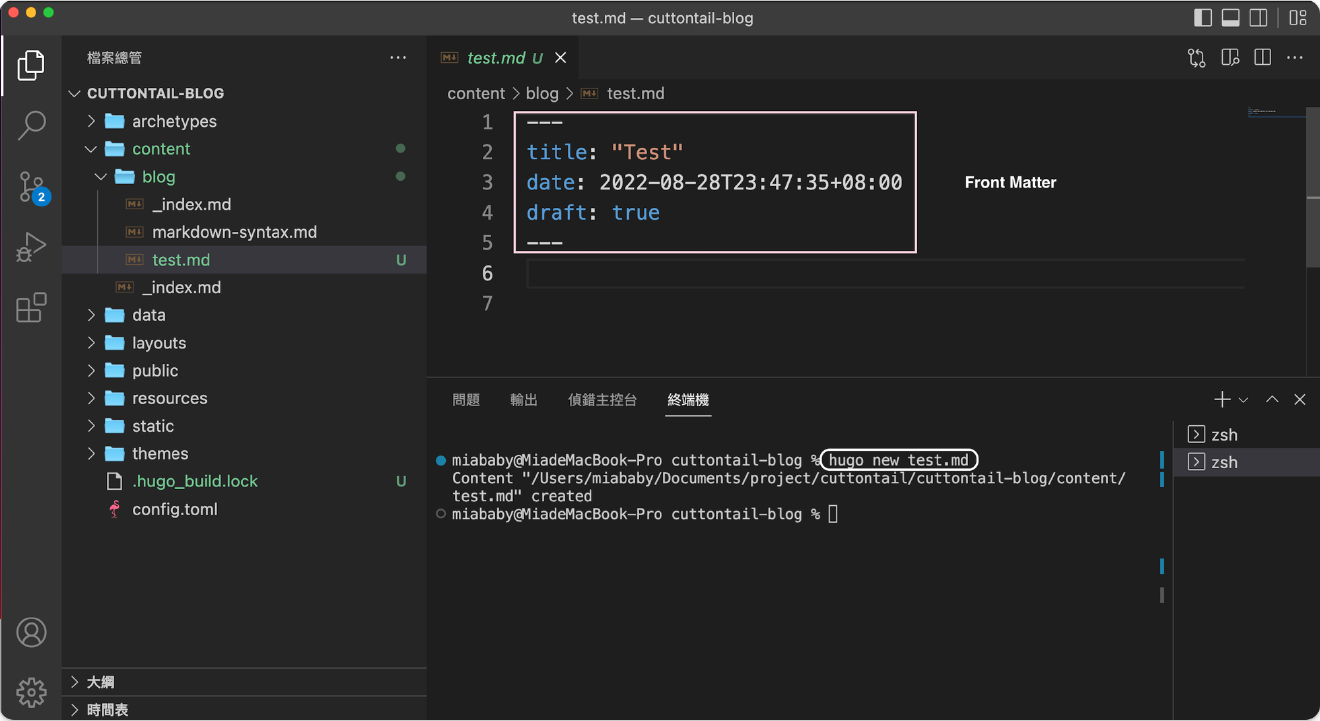 test.md — cuttontail-blog
檔案總管
CUTTONTAIL-BLOG
archetypes
content
blog
_index.md
markdown-syntax.md
test.md U
_index.md
data
layouts
public
resources
static
themes
.hugo_build.lock U
config.toml
2
大綱
時間表
test.md U
content > blog > test.md
1 ---
2 title: "Test"
3 date: 2022-08-28T23:47:35+08:00
4 draft: true
5 ---
6
7
Front Matter
問題 輸出 偵錯主控台 終端機
miababy@MiadeMacBook-Pro cuttontail-blog % hugo new test.md
Content "/Users/miababy/Documents/project/cuttontail/cuttontail-blog/content/
test.md" created
miababy@MiadeMacBook-Pro cuttontail-blog %
zsh
zsh